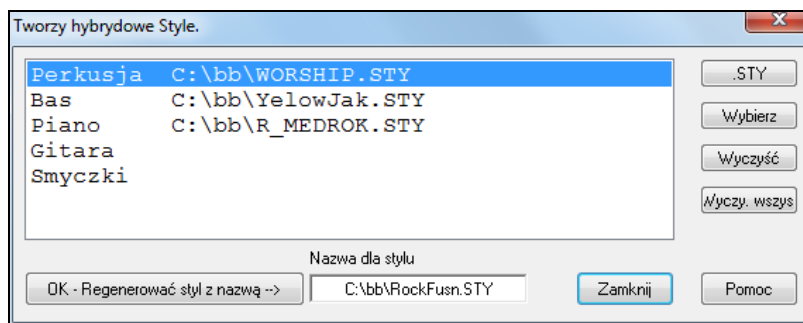 Tworzy hybrydowe Style.
Perkusja C:\bb\WORSHIP.STY
Bas C:\bb\YelowJak.STY
Piano C:\bb\R_MEDROK.STY
Gitara
Smyczki
.STY
Wybierz
Wyczyść
Wyczy. wszys
Nazwa dla stylu
OK - Regenerować styl z nazwą --> C:\bb\RockFusn.STY Zamknij Pomoc